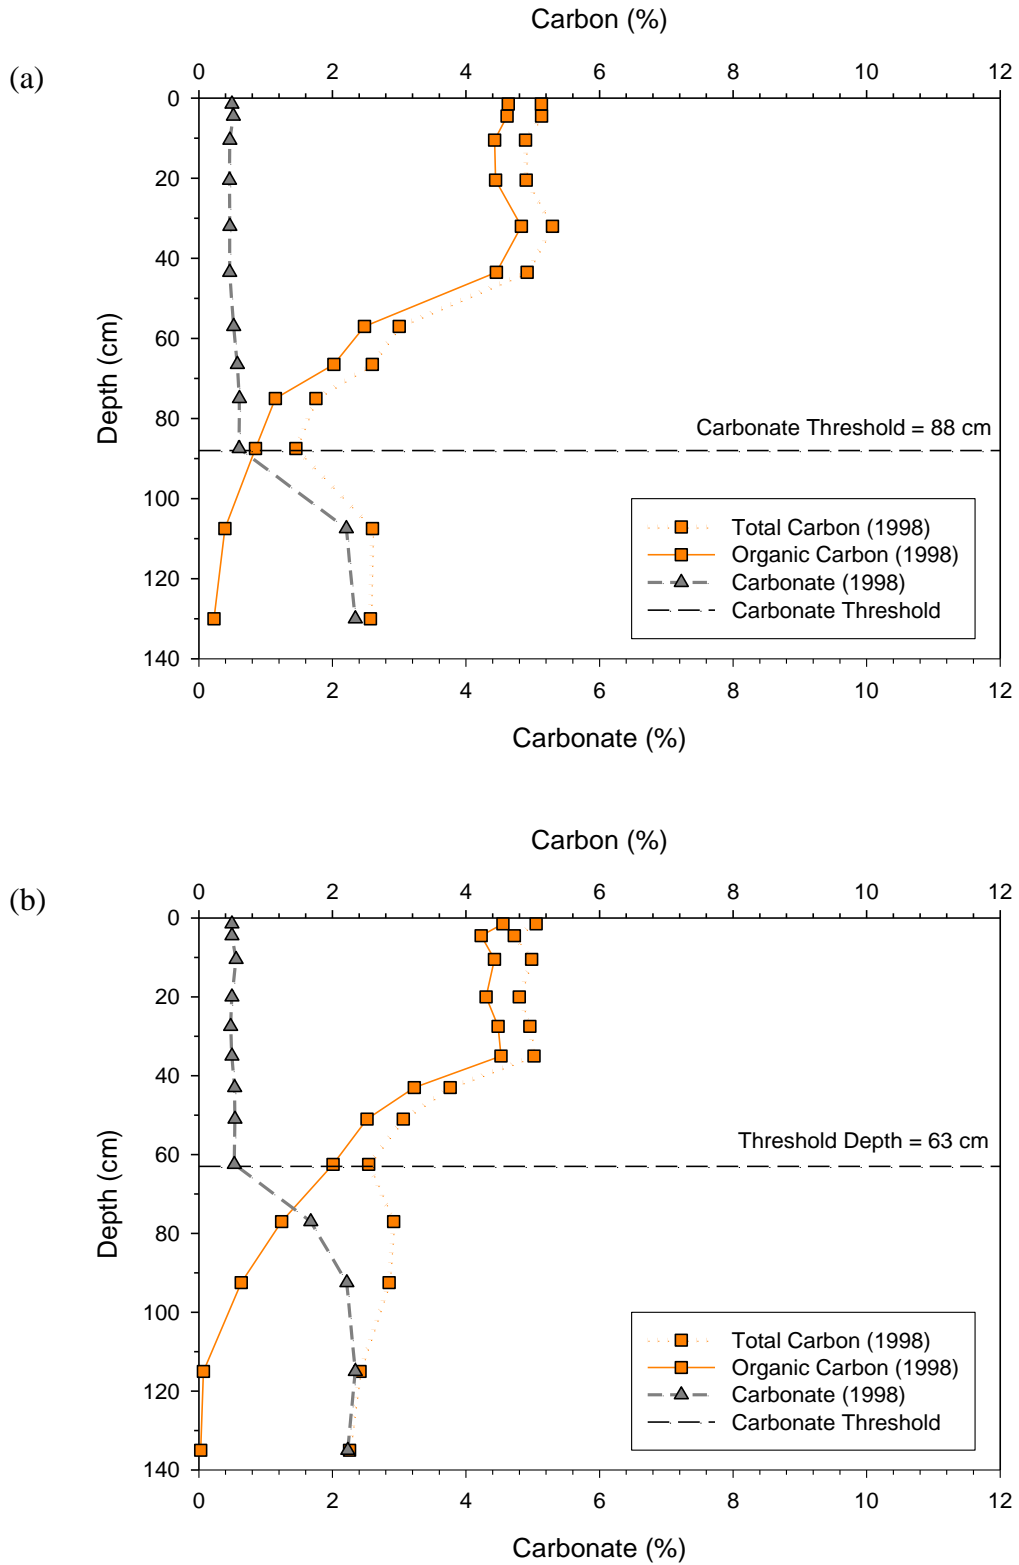 Carbon (%)
(a)
0 2 4 6 8 10 12
0
20
40
60
80
100
120
140
Depth (cm)
Carbonate Threshold = 88 cm
Total Carbon (1998)
Organic Carbon (1998)
Carbonate (1998)
Carbonate Threshold
0 2 4 6 8 10 12
Carbonate (%)
Carbon (%)
(b)
0 2 4 6 8 10 12
0
20
40
60
80
100
120
140
Depth (cm)
Threshold Depth = 63 cm
Total Carbon (1998)
Organic Carbon (1998)
Carbonate (1998)
Carbonate Threshold
0 2 4 6 8 10 12
Carbonate (%)